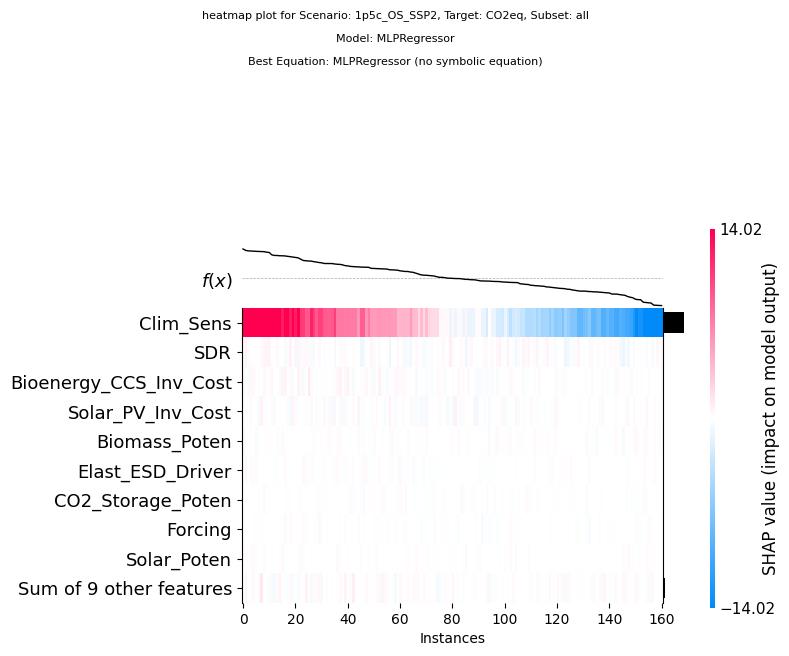 heatmap plot for Scenario: 1p5c_OS_SSP2, Target: CO2eq, Subset: all
Model: MLPRegressor
Best Equation: MLPRegressor (no symbolic equation)
14.02
f(x)
Clim_Sens
SDR
Bioenergy_CCS_Inv_Cost
Solar_PV_Inv_Cost
Biomass_Poten
Elast_ESD_Driver
CO2_Storage_Poten
Forcing
Solar_Poten
Sum of 9 other features
SHAP value (impact on model output)
−14.02
0 20 40 60 80 100 120 140 160
Instances